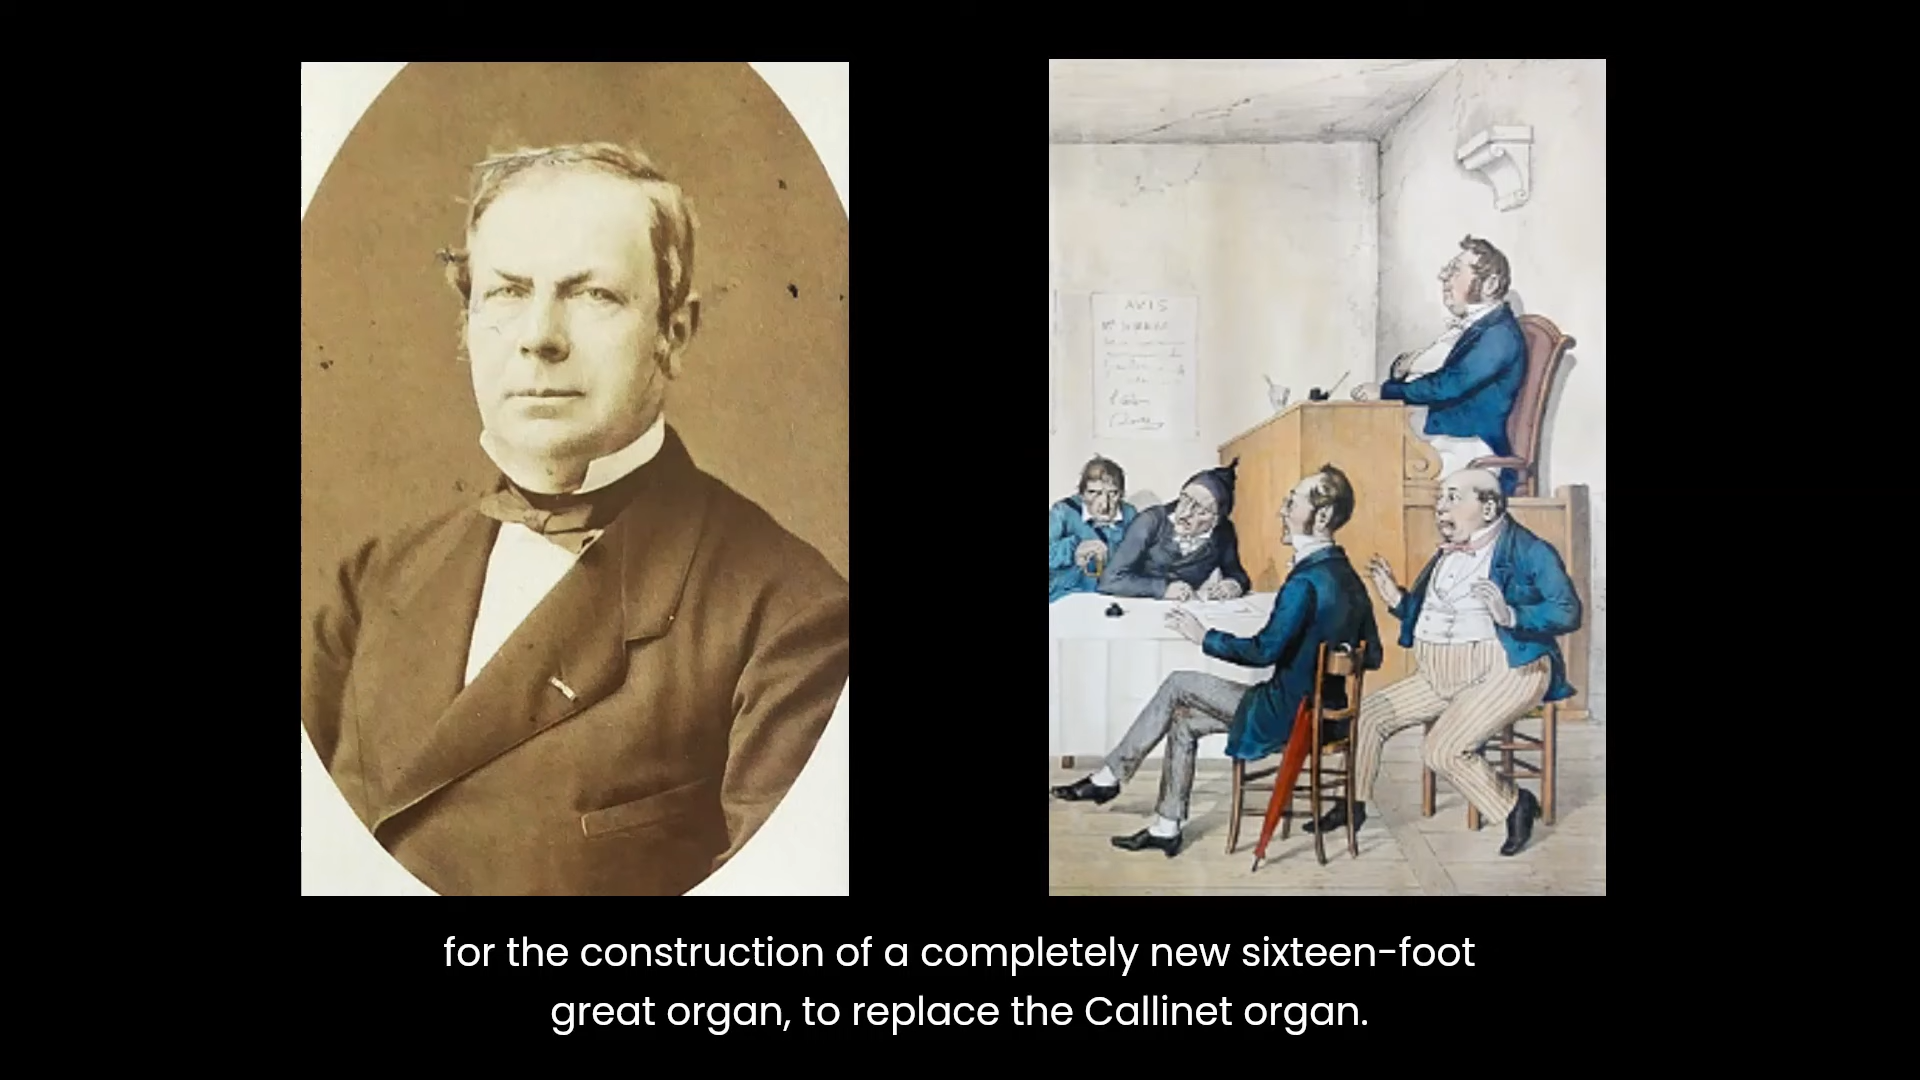 AVIS
for the construction of a completely new sixteen-foot
great organ, to replace the Callinet organ.